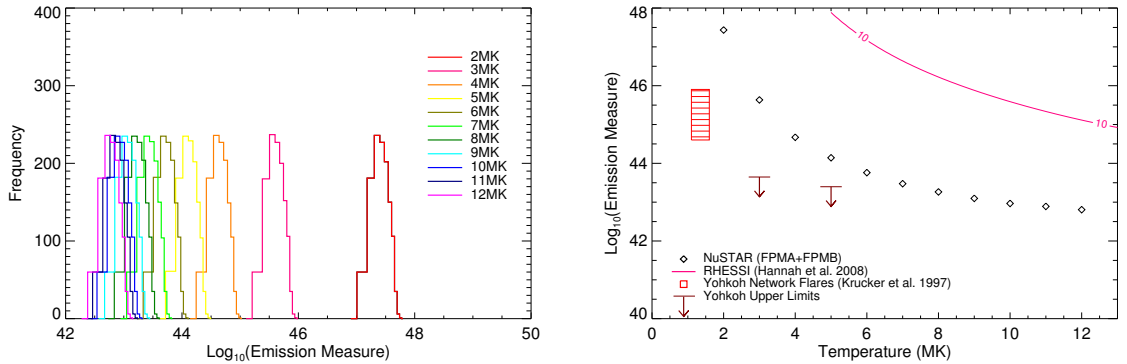 400
300
200
100
0
Frequency
42
44
46
48
50
Log10(Emission Measure)
2MK
3MK
4MK
5MK
6MK
7MK
8MK
9MK
10MK
11MK
12MK
48
46
44
42
40
Log10(Emission Measure)
10
10
NuSTAR (FPMA+FPMB)
RHESSI (Hannah et al. 2008)
Yohkoh Network Flares (Krucker et al. 1997)
Yohkoh Upper Limits
0
2
4
6
8
10
12
Temperature (MK)